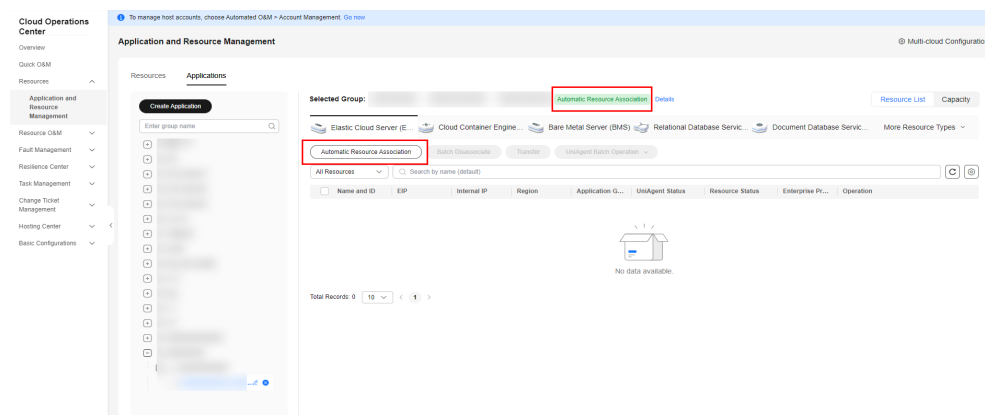 Cloud Operations
Center
Overview
Quick O&M
Resources
Application and
Resource
Management
Resource O&M
Fault Management
Resilience Center
Task Management
Change Ticket
Management
Hosting Center
Basic Configurations
To manage host accounts, choose Automated O&M > Account Management. Go now
Application and Resource Management
Multi-cloud Configuratio
Resources Applications
Create Application
Enter group name
Selected Group:
Automatic Resource Association Details
Resource List Capacity
Elastic Cloud Server (E... Cloud Container Engine... Bare Metal Server (BMS) Relational Database Servic... Document Database Servic... More Resource Types
Automatic Resource Association Batch Disassociate Transfer UniAgent Batch Operation
All Resources Search by name (default)
Name and ID EIP Internal IP Region Application G... UniAgent Status Resource Status Enterprise Pr... Operation
No data available.
Total Records: 0 10 < 1 >